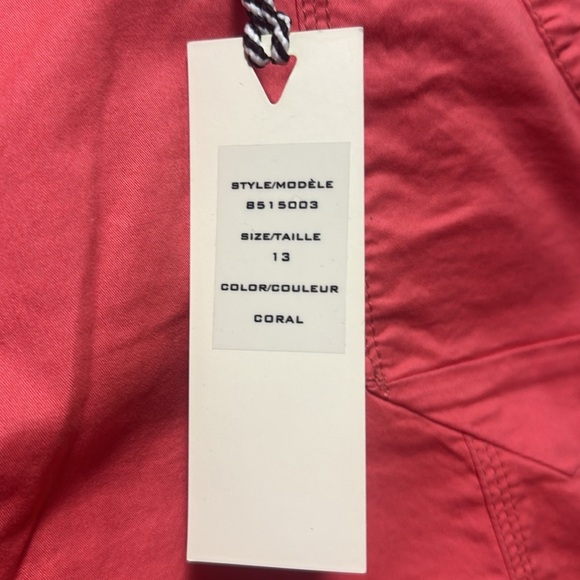 STYLE/MODÈLE
8515003
SIZE/TAILLE
13
COLOR/COULEUR
CORAL